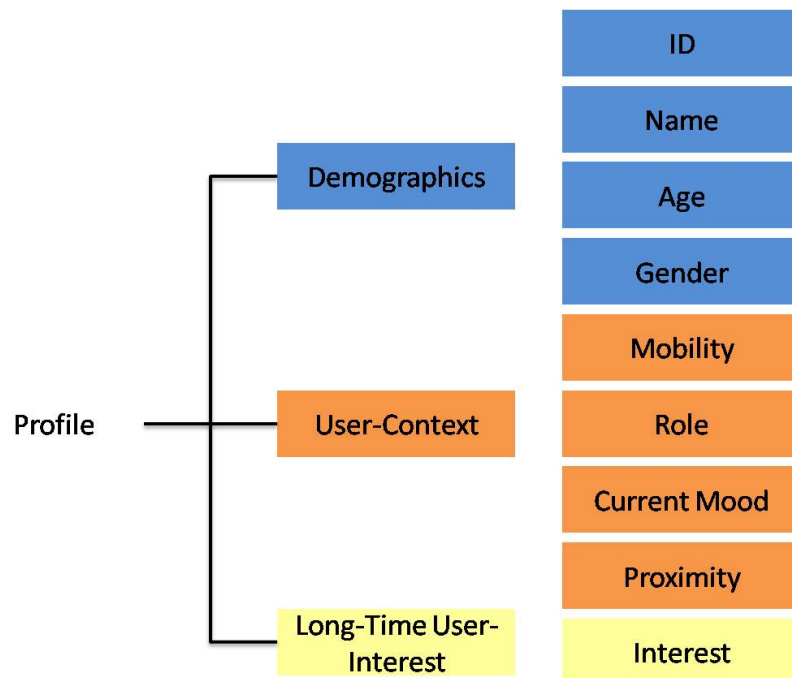 Profile
Demographics
User-Context
Long-Time User-
Interest
ID
Name
Age
Gender
Mobility
Role
Current Mood
Proximity
Interest